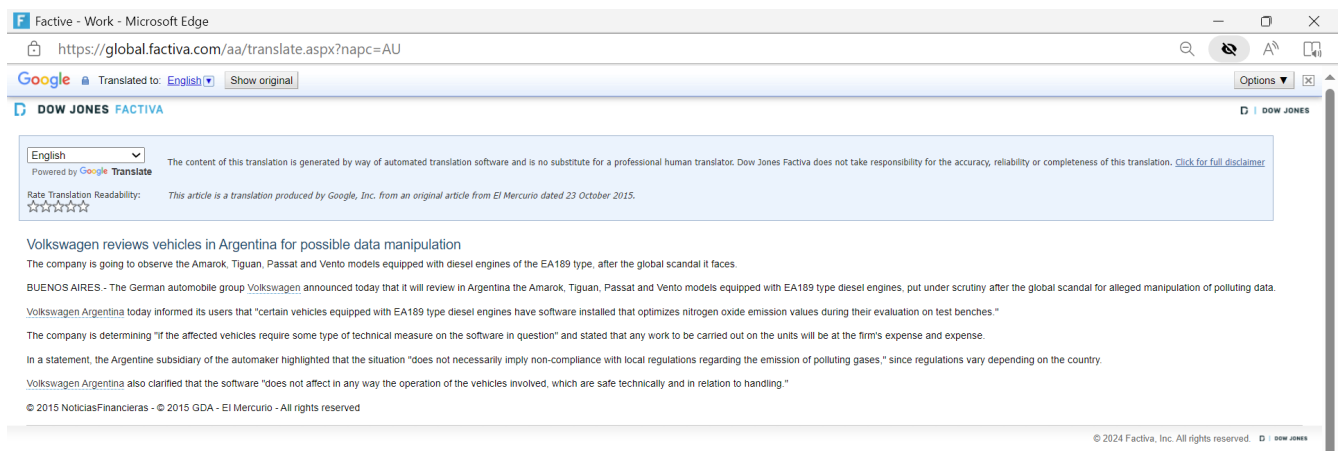 Factive - Work - Microsoft Edge
https://global.factiva.com/aa/translate.aspx?napc=AU
Google Translated to: English Show original Options ▼
DOW JONES FACTIVA
DOW JONES
English
Powered by Google Translate
The content of this translation is generated by way of automated translation software and is no substitute for a professional human translator. Dow Jones Factiva does not take responsibility for the accuracy, reliability or completeness of this translation. Click for full disclaimer
Rate Translation Readability:
This article is a translation produced by Google, Inc. from an original article from El Mercurio dated 23 October 2015.
Volkswagen reviews vehicles in Argentina for possible data manipulation
The company is going to observe the Amarok, Tiguan, Passat and Vento models equipped with diesel engines of the EA189 type, after the global scandal it faces.
BUENOS AIRES.- The German automobile group Volkswagen announced today that it will review in Argentina the Amarok, Tiguan, Passat and Vento models equipped with EA189 type diesel engines, put under scrutiny after the global scandal for alleged manipulation of polluting data.
Volkswagen Argentina today informed its users that "certain vehicles equipped with EA189 type diesel engines have software installed that optimizes nitrogen oxide emission values during their evaluation on test benches."
The company is determining "if the affected vehicles require some type of technical measure on the software in question" and stated that any work to be carried out on the units will be at the firm's expense and expense.
In a statement, the Argentine subsidiary of the automaker highlighted that the situation "does not necessarily imply non-compliance with local regulations regarding the emission of polluting gases," since regulations vary depending on the country.
Volkswagen Argentina also clarified that the software "does not affect in any way the operation of the vehicles involved, which are safe technically and in relation to handling."
© 2015 NoticiasFinancieras - © 2015 GDA - El Mercurio - All rights reserved
© 2024 Factiva, Inc. All rights reserved. DOW JONES